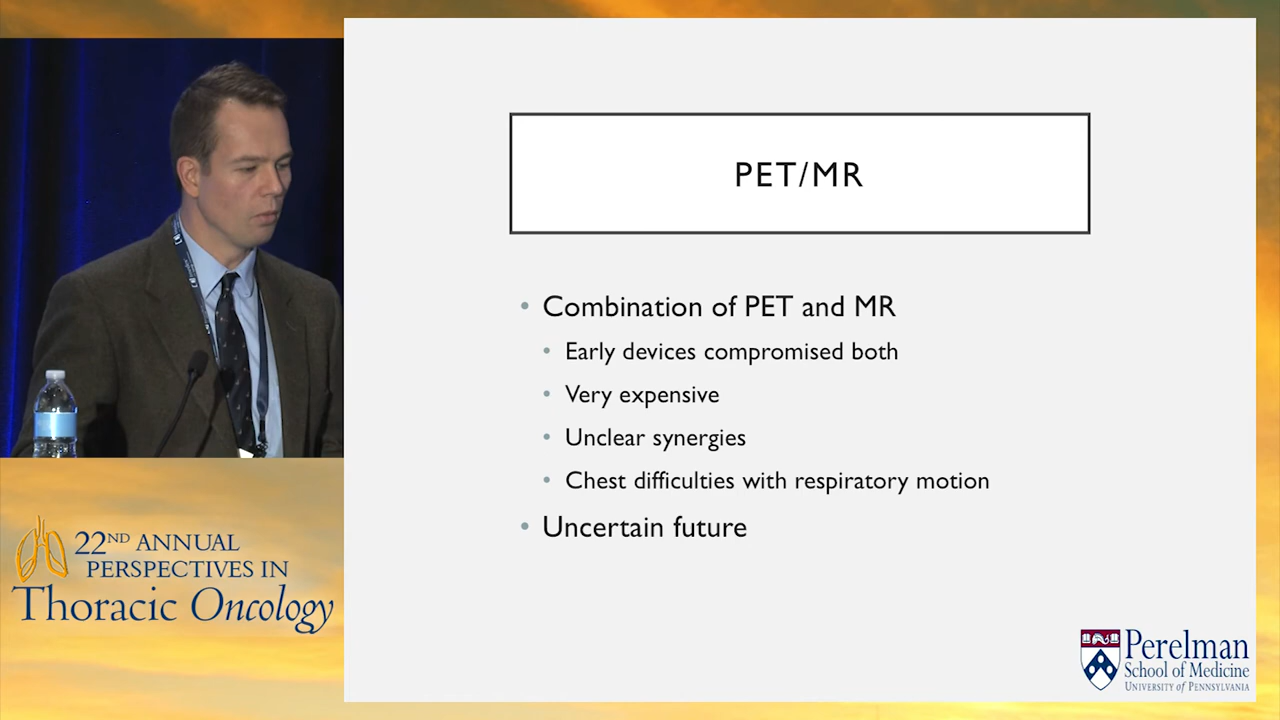 PET/MR
• Combination of PET and MR
• Early devices compromised both
• Very expensive
• Unclear synergies
• Chest difficulties with respiratory motion
• Uncertain future
22ND ANNUAL
PERSPECTIVES IN
Thoracic Oncology
Perelman
School of Medicine
UNIVERSITY of PENNSYLVANIA